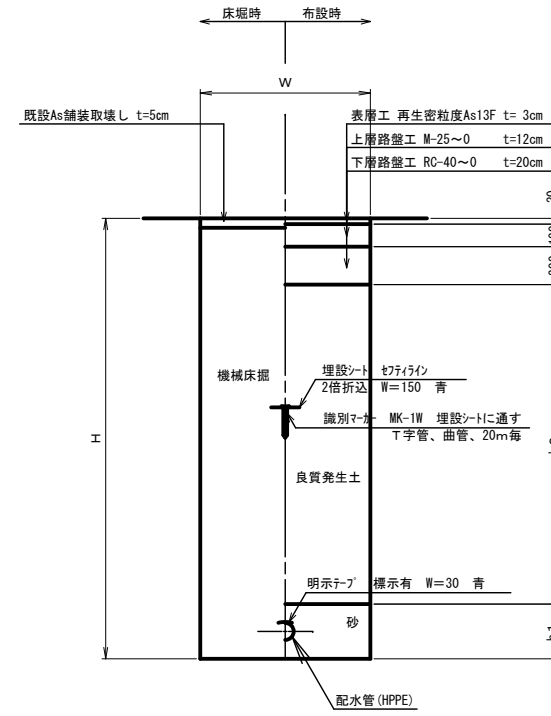 床堀時 布設時
W
既設As舗装取壊し t=5cm
表層工 再生密粒度As13F t= 3cm
上層路盤工 M-25～0 t=12cm
下層路盤工 RC-40～0 t=20cm
機械床掘
埋設シート セフティライン
2倍折込 W=150 青
識別マーカー MK-1W 埋設シートに通す
T字管、曲管、20m毎
H
良質発生土
明示テープ 標示有 W=30 青
砂
配水管(HPPE)